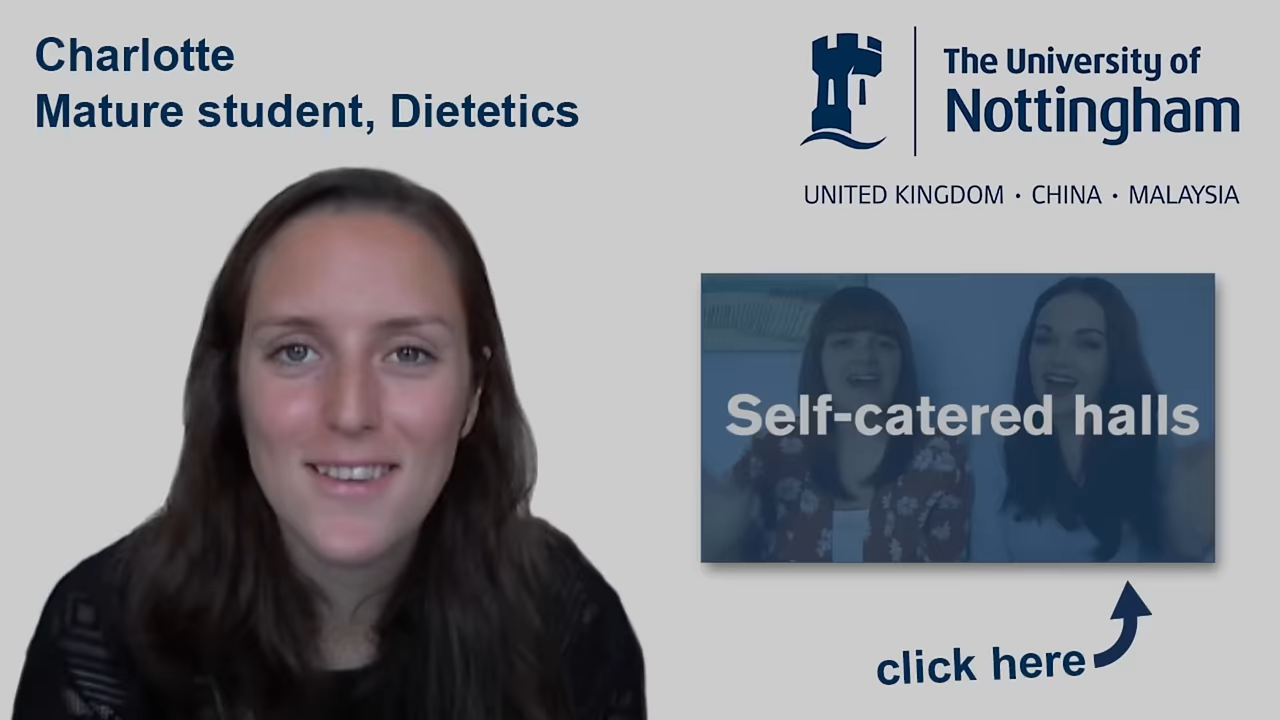 Charlotte
Mature student, Dietetics
The University of
Nottingham
UNITED KINGDOM · CHINA · MALAYSIA
Self-catered halls
click here